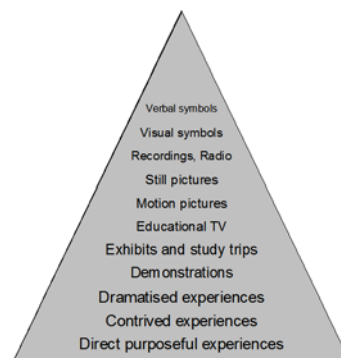 Verbal symbols
Visual symbols
Recordings, Radio
Still pictures
Motion pictures
Educational TV
Exhibits and study trips
Demonstrations
Dramatised experiences
Contrived experiences
Direct purposeful experiences